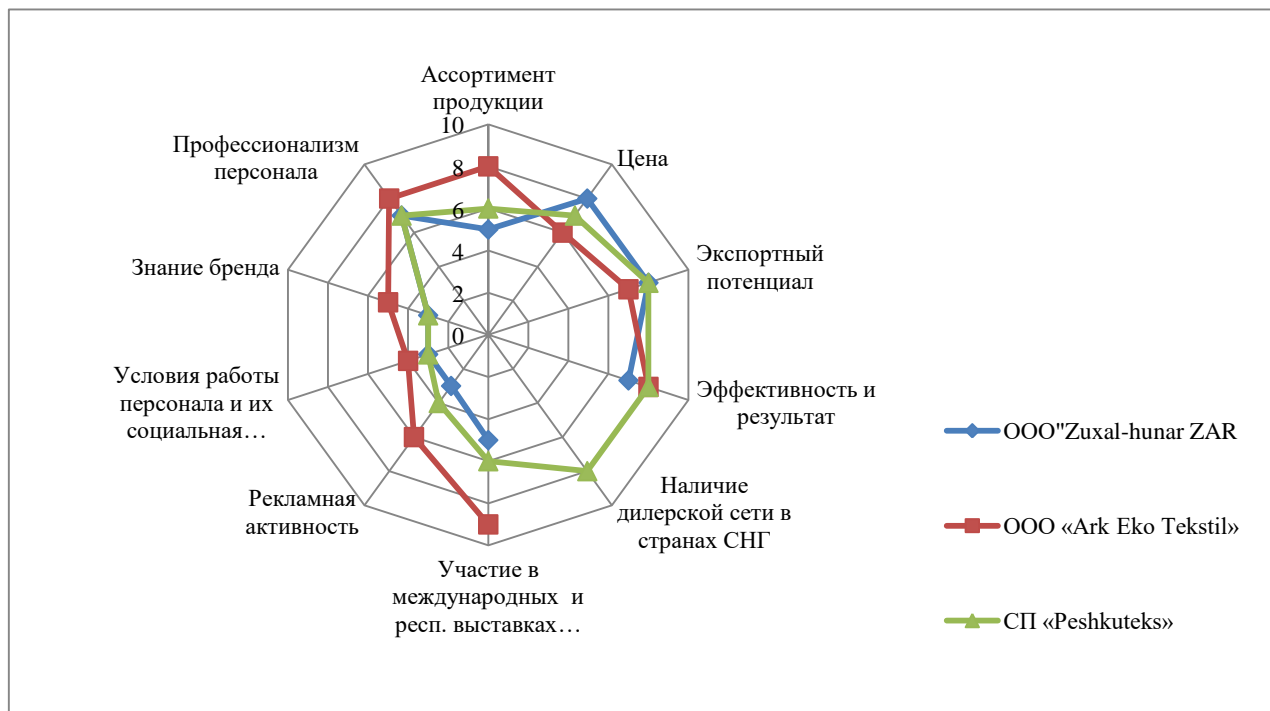 Ассортимент
продукции
Цена
Экспортный
потенциал
Эффективность и
результат
Наличие
дилерской сети в
странах СНГ
Участие в
международных и
респ. выставках…
Рекламная
активность
Условия работы
персонала и их
социальная…
Знание бренда
Профессионализм
персонала
10
8
6
4
2
0
ООО"Zuxal-hunar ZAR
ООО «Ark Eko Tekstil»
СП «Peshkuteks»